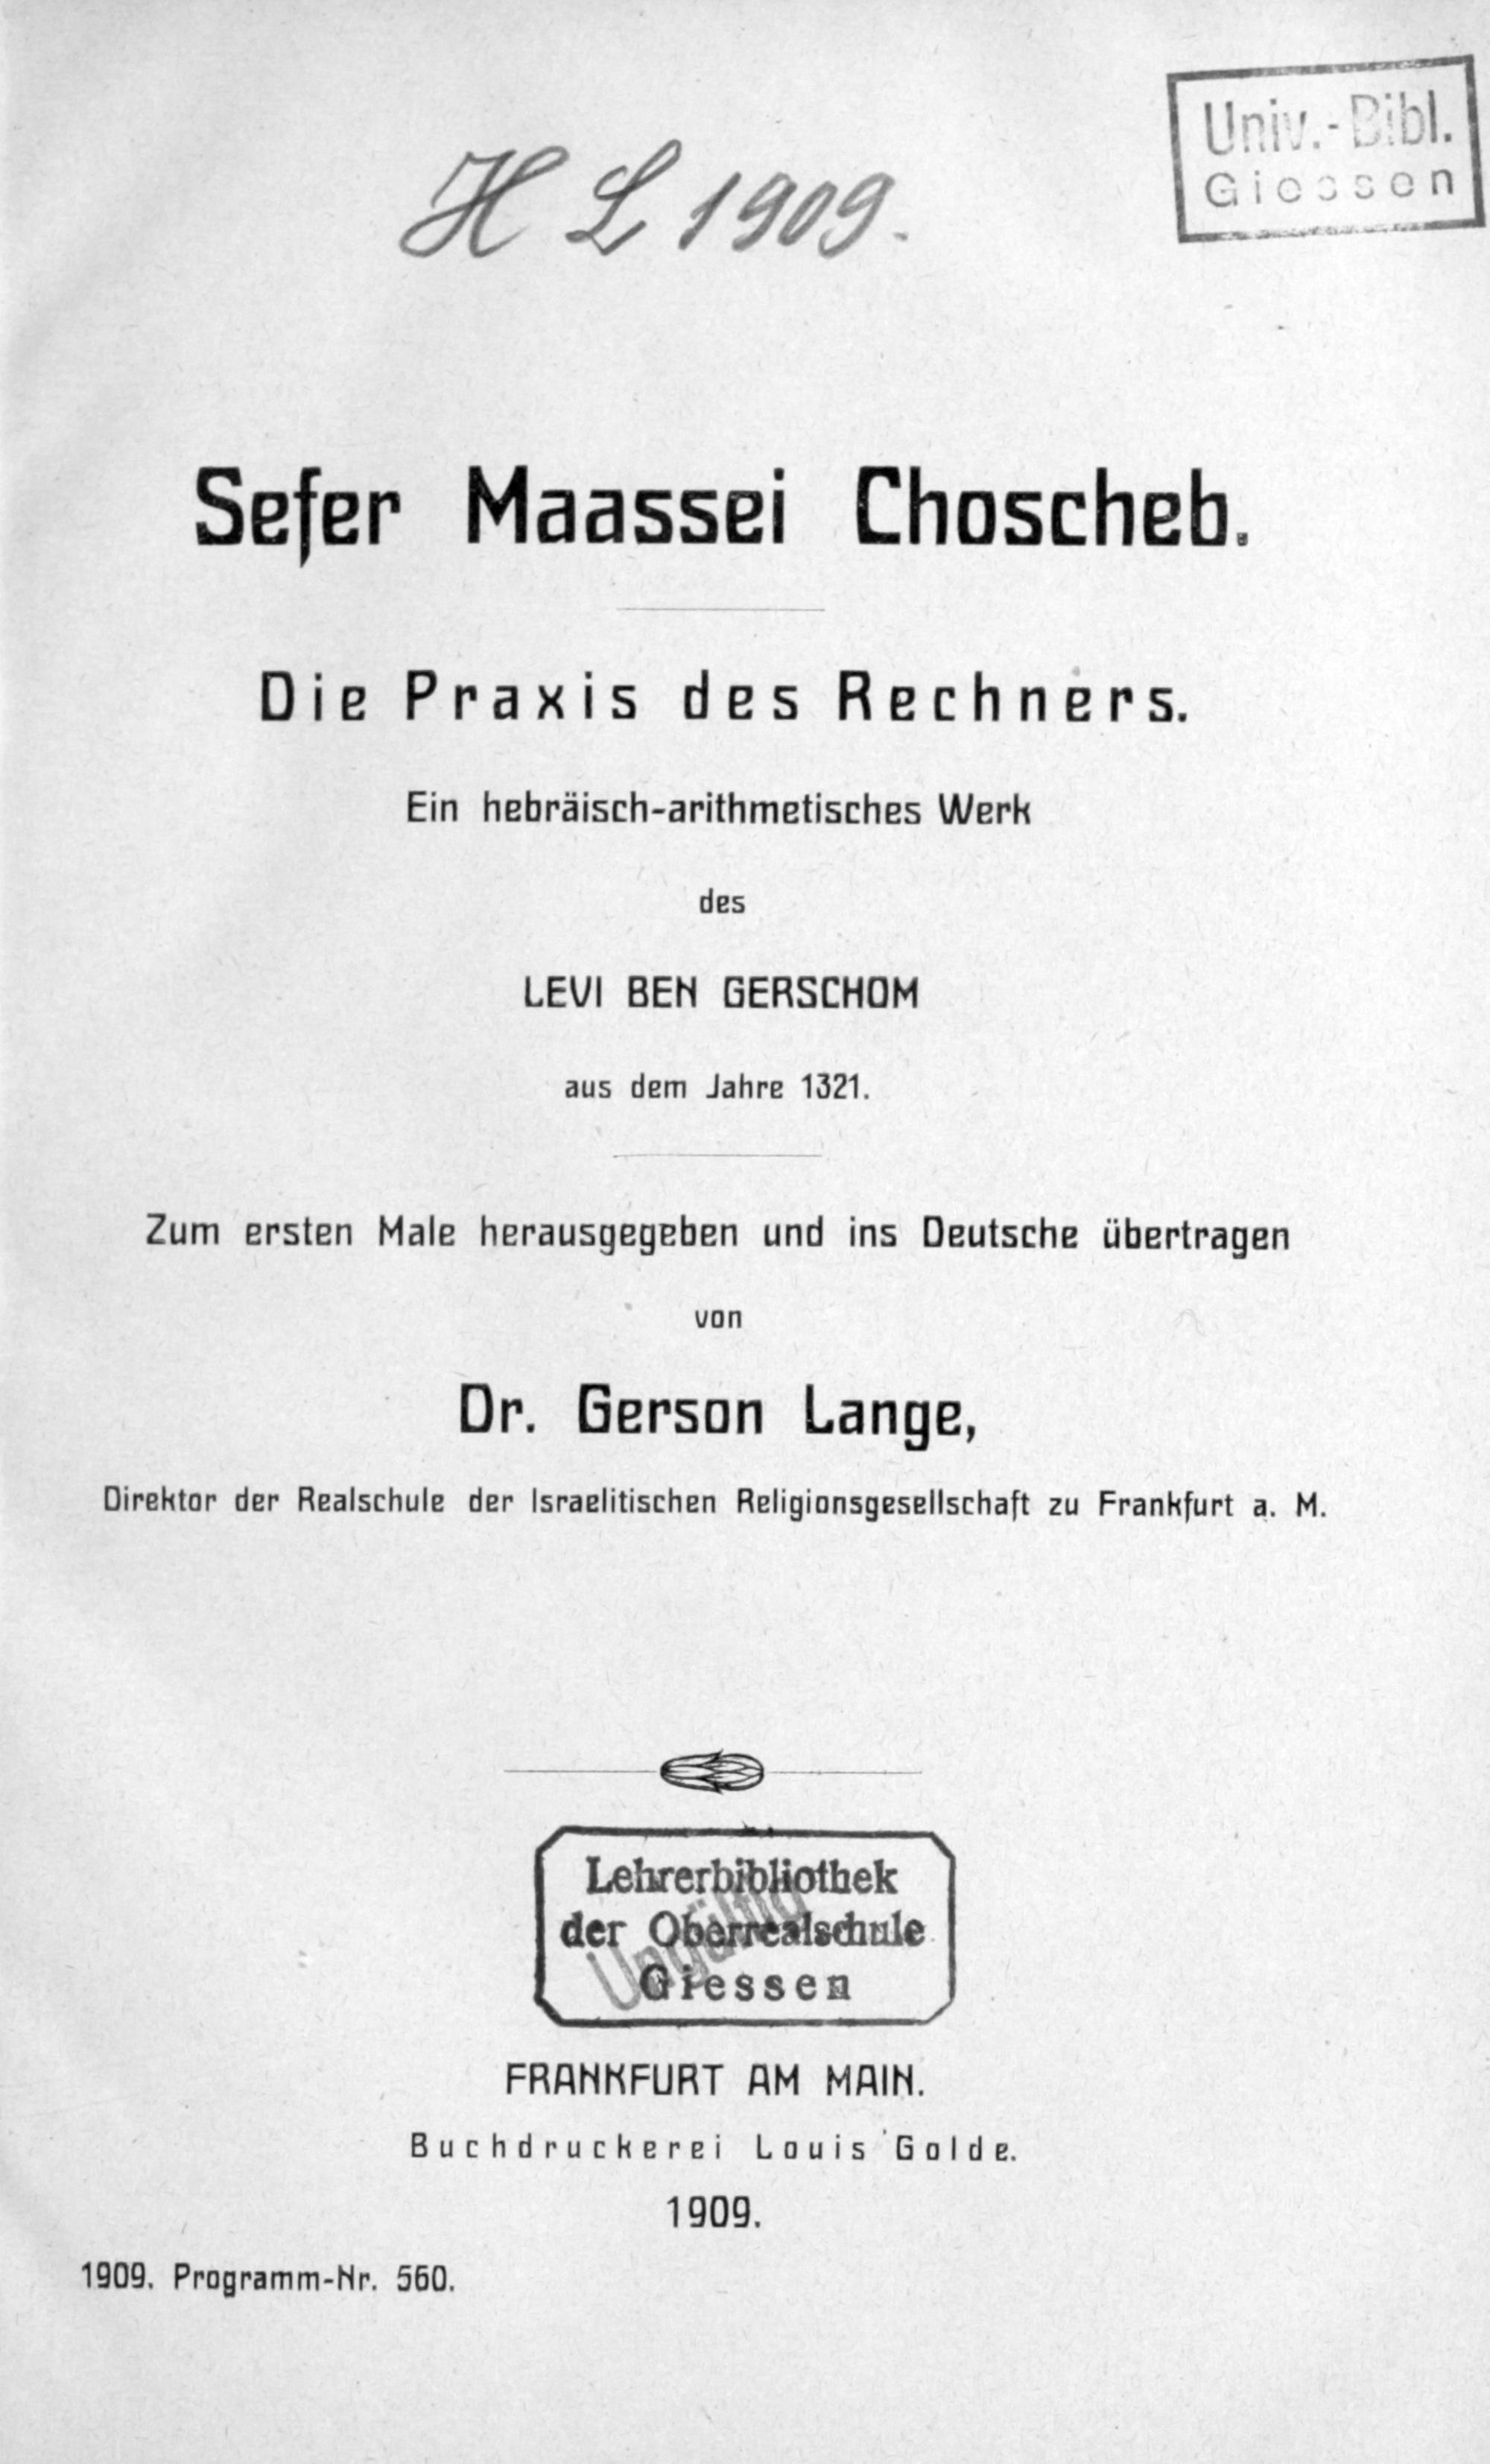 Univ.-Bibl.
Giessen
H L 1909.
Sefer Maassei Choscheb.
Die Praxis des Rechners.
Ein hebräisch-arithmetisches Werk
des
LEVI BEN GERSCHOM
aus dem Jahre 1321.
Zum ersten Male herausgegeben und ins Deutsche übertragen
von
Dr. Gerson Lange,
Direktor der Realschule der Israelitischen Religionsgesellschaft zu Frankfurt a. M.
Lehrerbibliothek
der Oberrealschule
Giessen
Ungültig
FRANKFURT AM MAIN.
Buchdruckerei Louis Golde.
1909.
1909. Programm-Nr. 560.